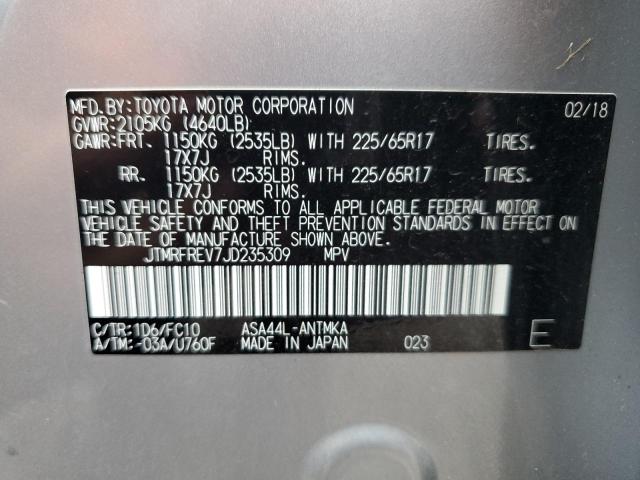 MFD.BY:TOYOTA MOTOR CORPORATION 02/18
GVWR:2105KG (4640LB)
GAWR:FRT. 1150KG (2535LB) WITH 225/65R17 TIRES.
17X7J RIMS.
RR. 1150KG (2535LB) WITH 225/65R17 TIRES.
17X7J RIMS.
THIS VEHICLE CONFORMS TO ALL APPLICABLE FEDERAL MOTOR
VEHICLE SAFETY AND THEFT PREVENTION STANDARDS IN EFFECT ON
THE DATE OF MANUFACTURE SHOWN ABOVE.
JTMRFREV7JD235309 MPV
C/TR:1D6/FC10 ASA44L-ANTMKA
A/TM:-03A/U760F MADE IN JAPAN 023 E